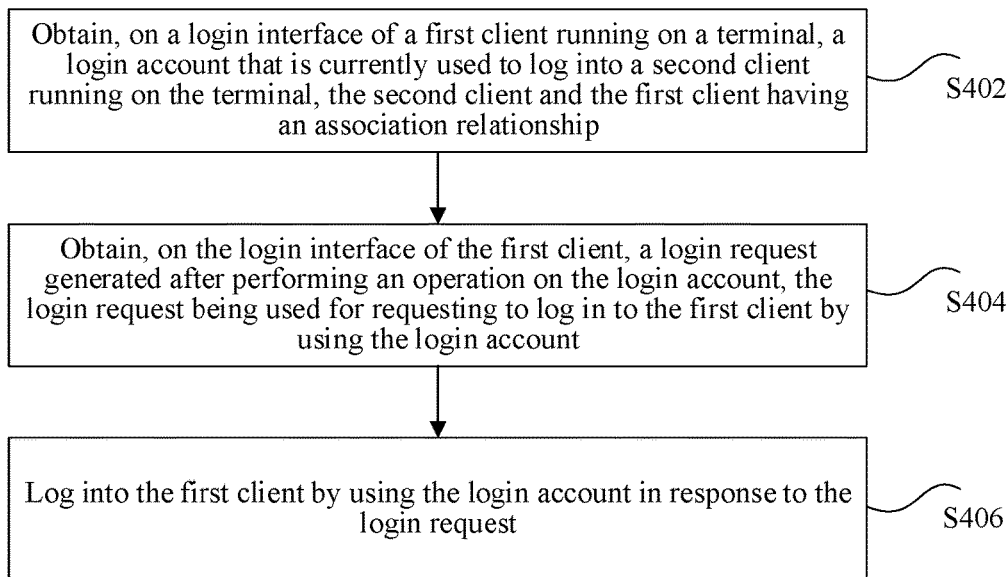 Obtain, on a login interface of a first client running on a terminal, a
login account that is currently used to log into a second client
running on the terminal, the second client and the first client having
an association relationship
S402
Obtain, on the login interface of the first client, a login request
generated after performing an operation on the login account, the
login request being used for requesting to log in to the first client by
using the login account
S404
Log into the first client by using the login account in response to the
login request
S406